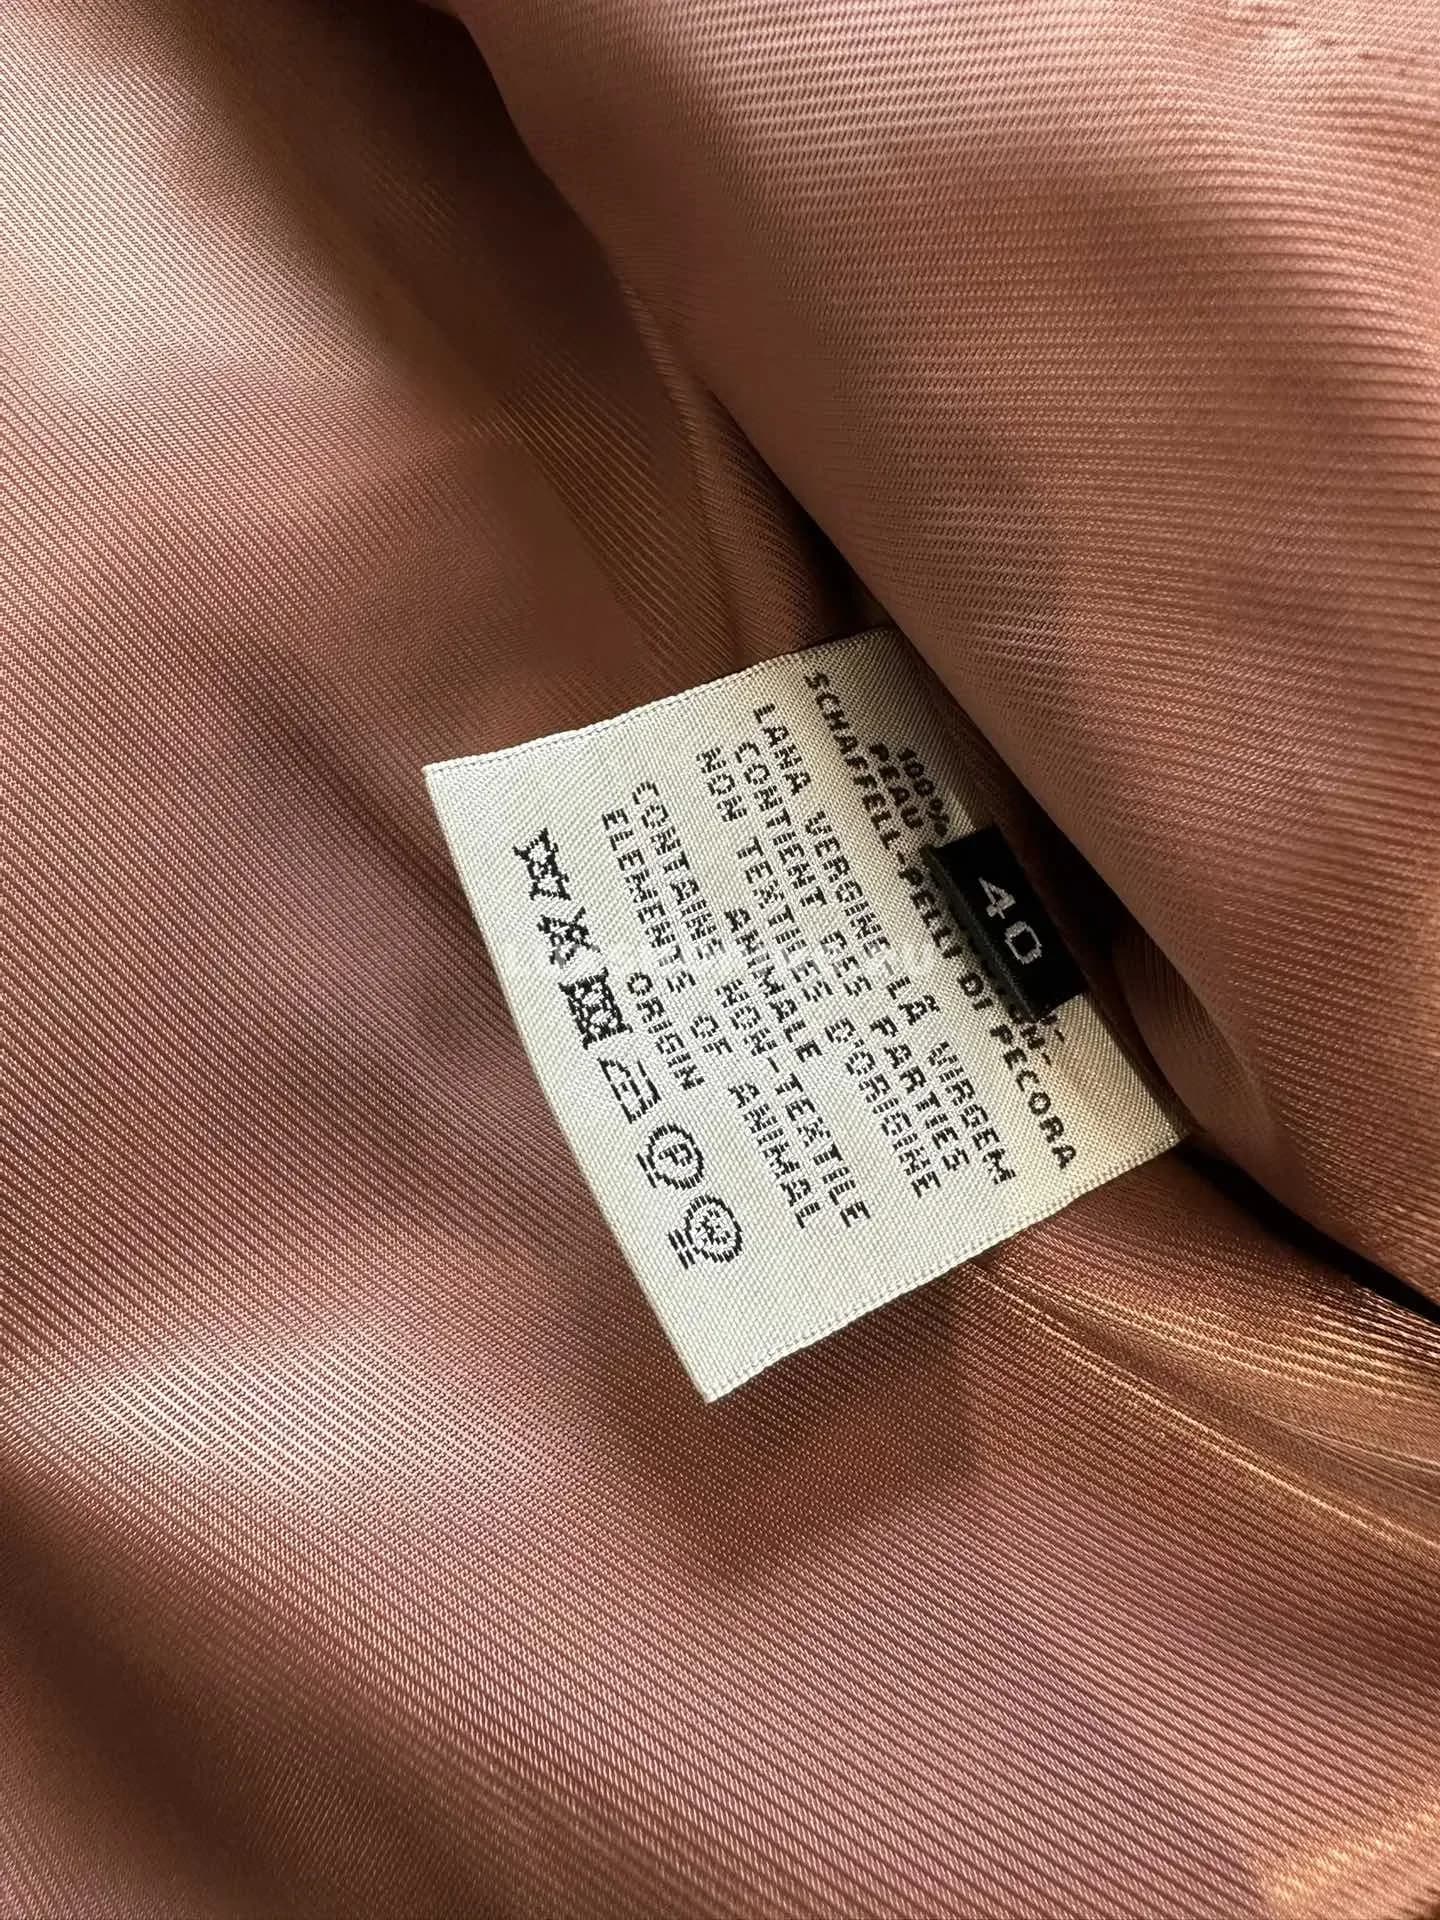 40
100%
PEAU
SCHAFFELL-PELLI DI PECORA
LANA VERGINE-LÃ VIRGEM
CONTIENT DES PARTIES
NON TEXTILES D'ORIGINE
ANIMALE
CONTAINS NON-TEXTILE
ELEMENTS OF ANIMAL
ORIGIN
P W